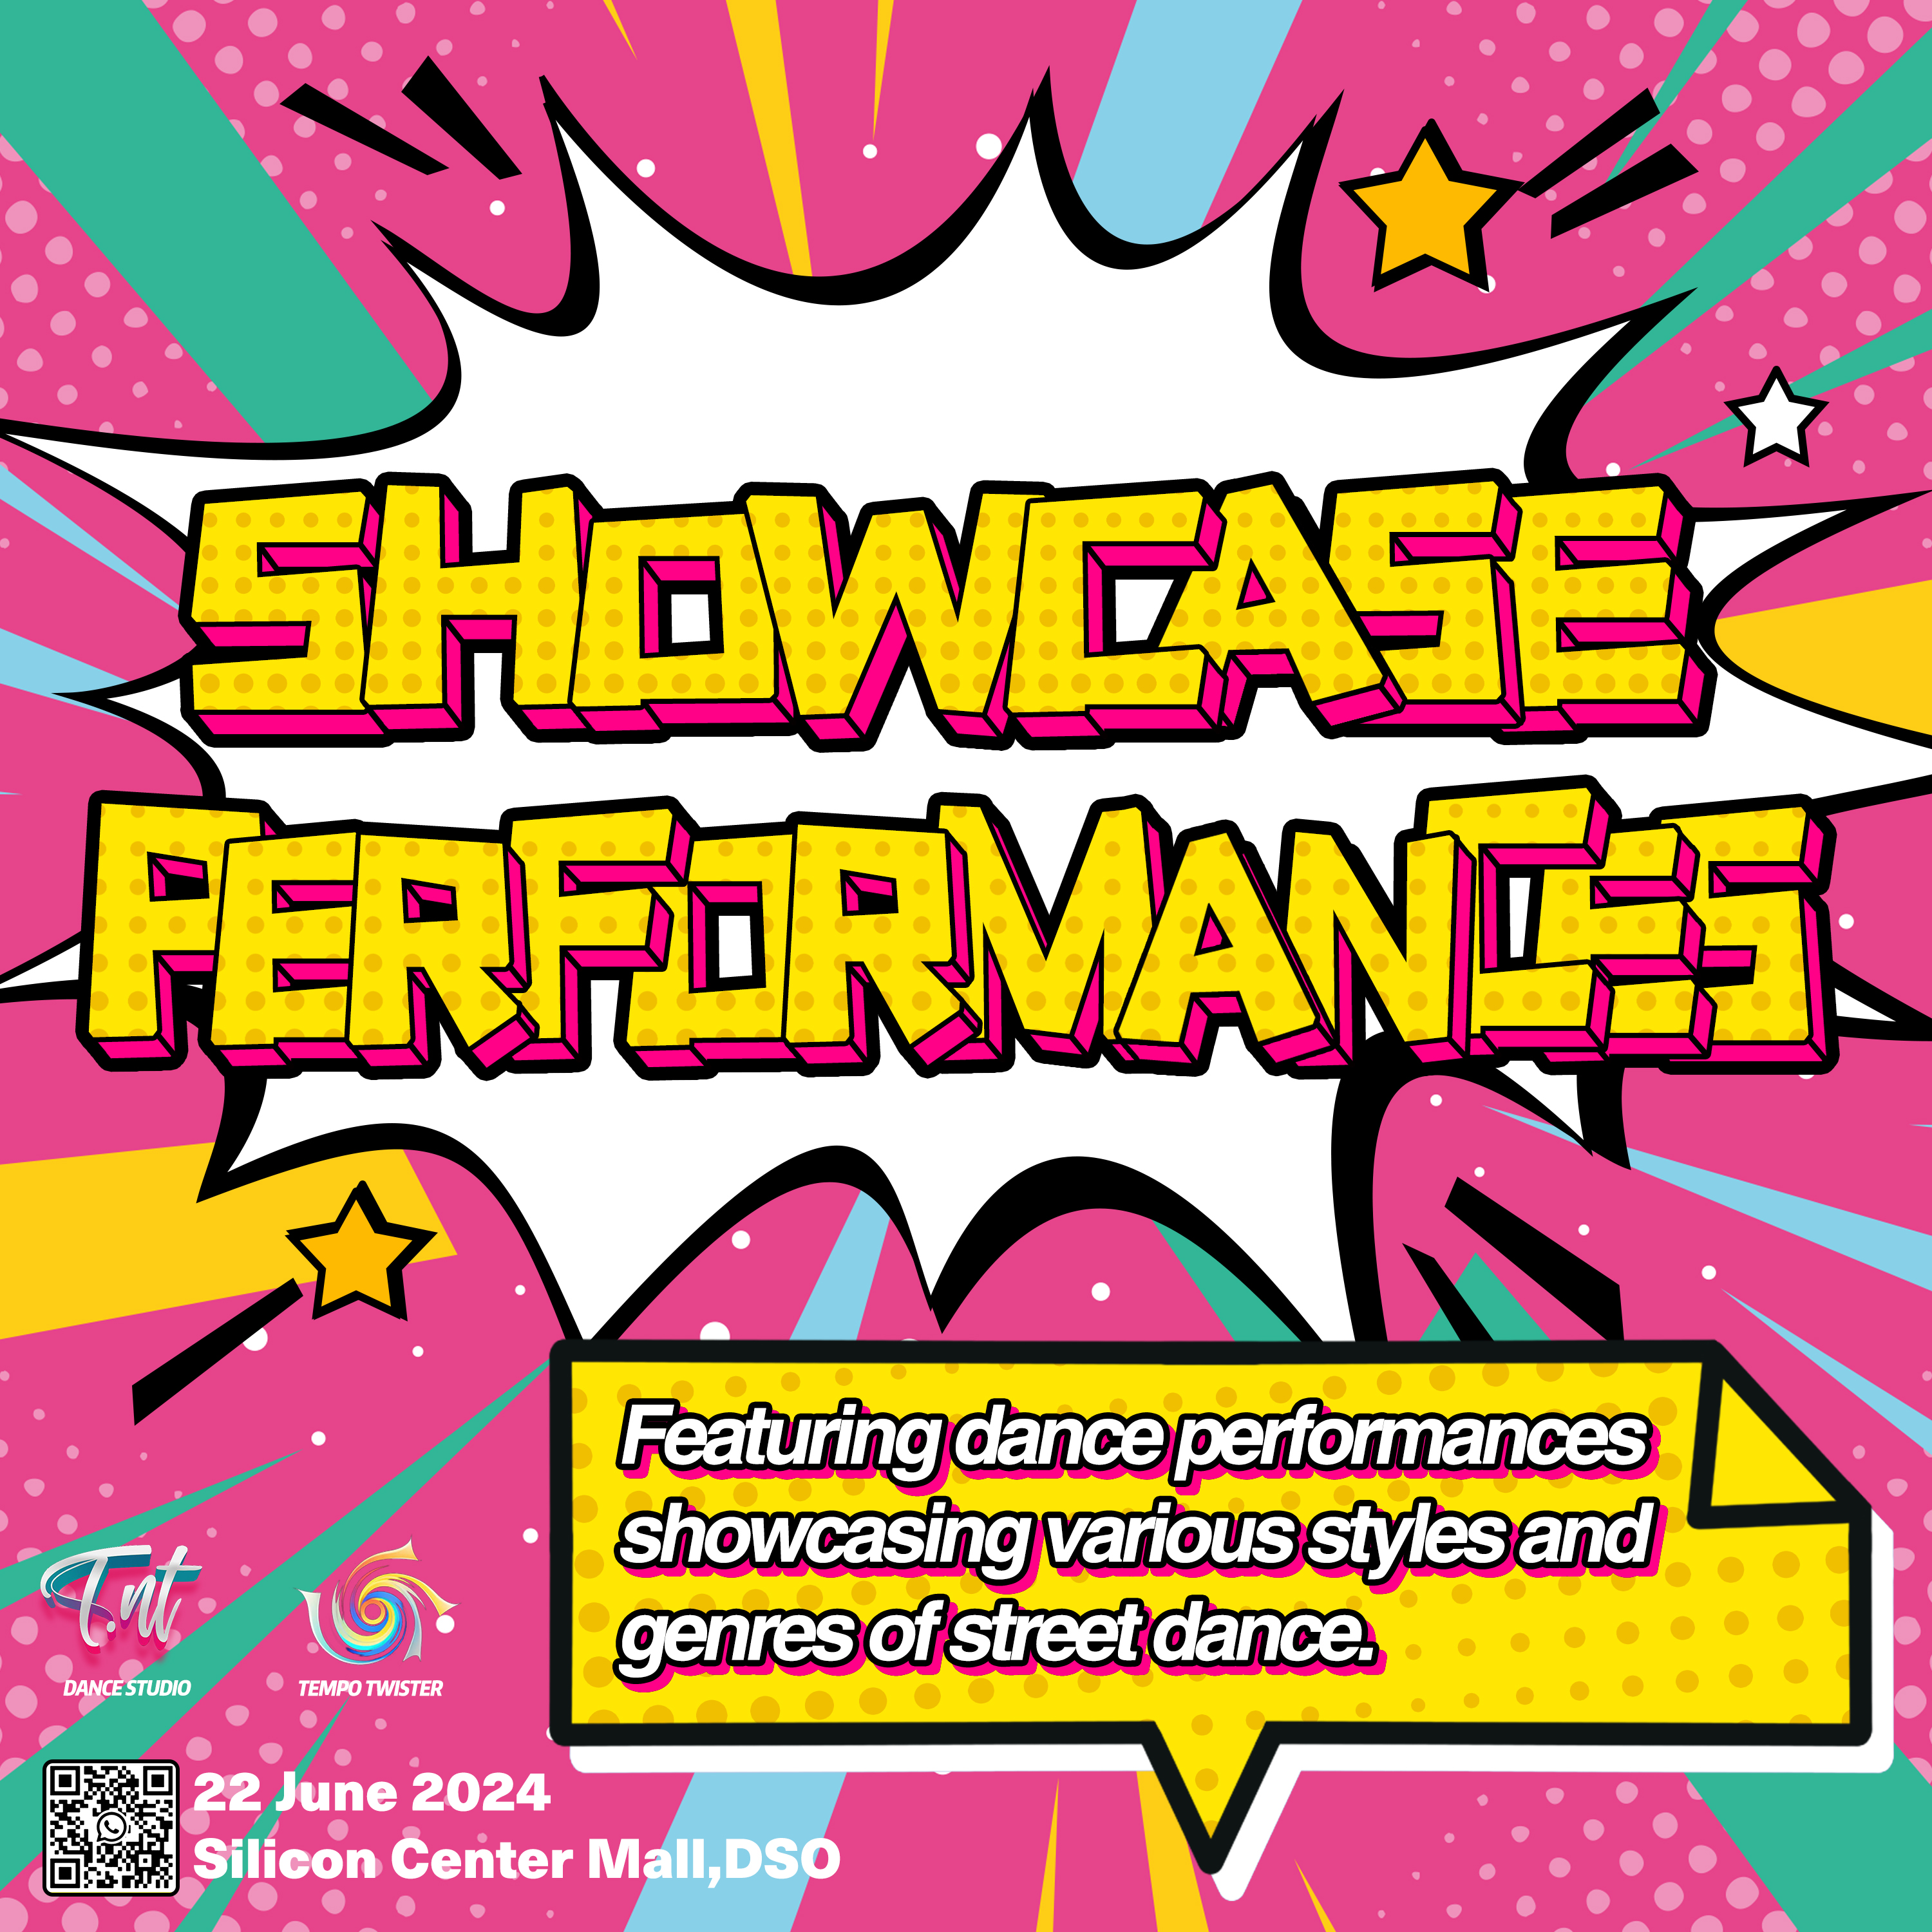 SHOWCASE
PERFORMANCES
Featuring dance performances
showcasing various styles and
genres of street dance.
T.nt
DANCE STUDIO
TEMPO TWISTER
22 June 2024
Silicon Center Mall,DSO